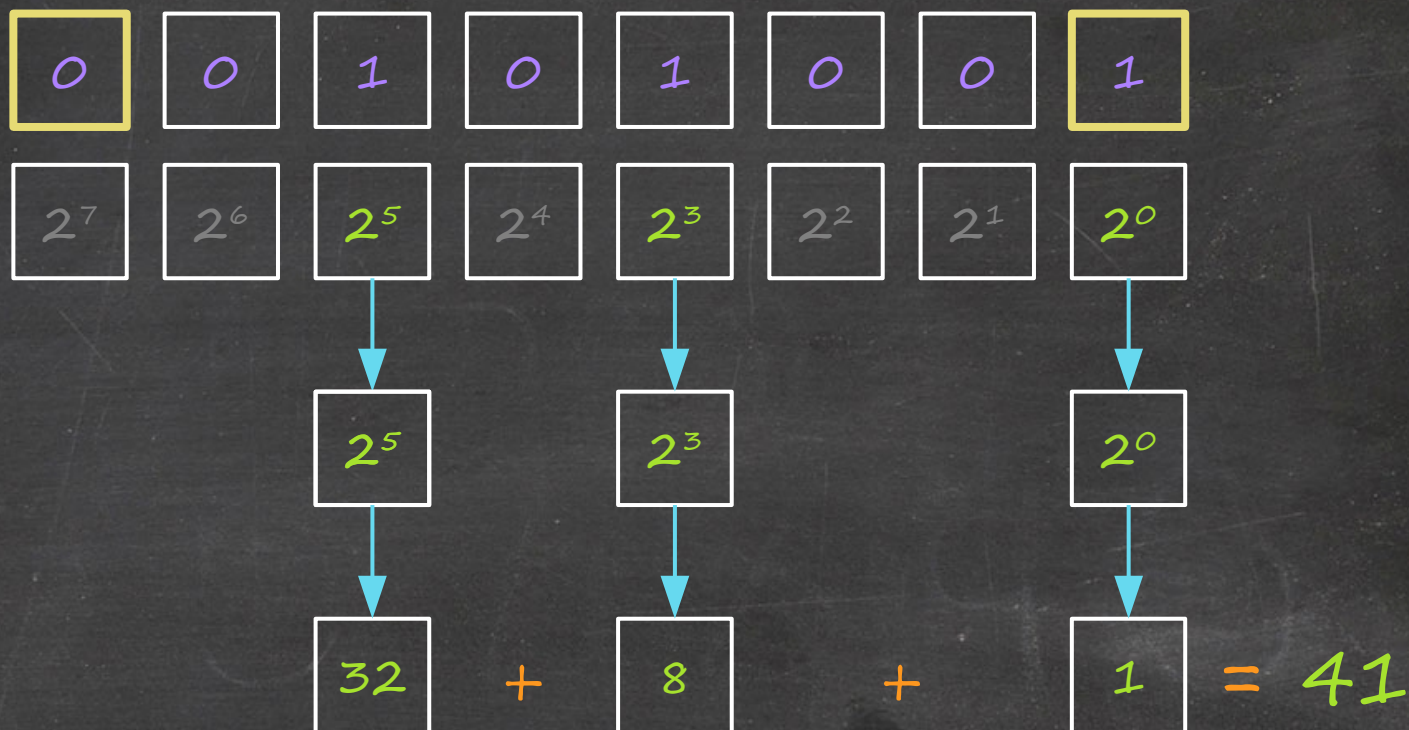 0 0 1 0 1 0 0 1
2⁷ 2⁶ 2⁵ 2⁴ 2³ 2² 2¹ 2⁰
2⁵ 2³ 2⁰
32 + 8 + 1 = 41